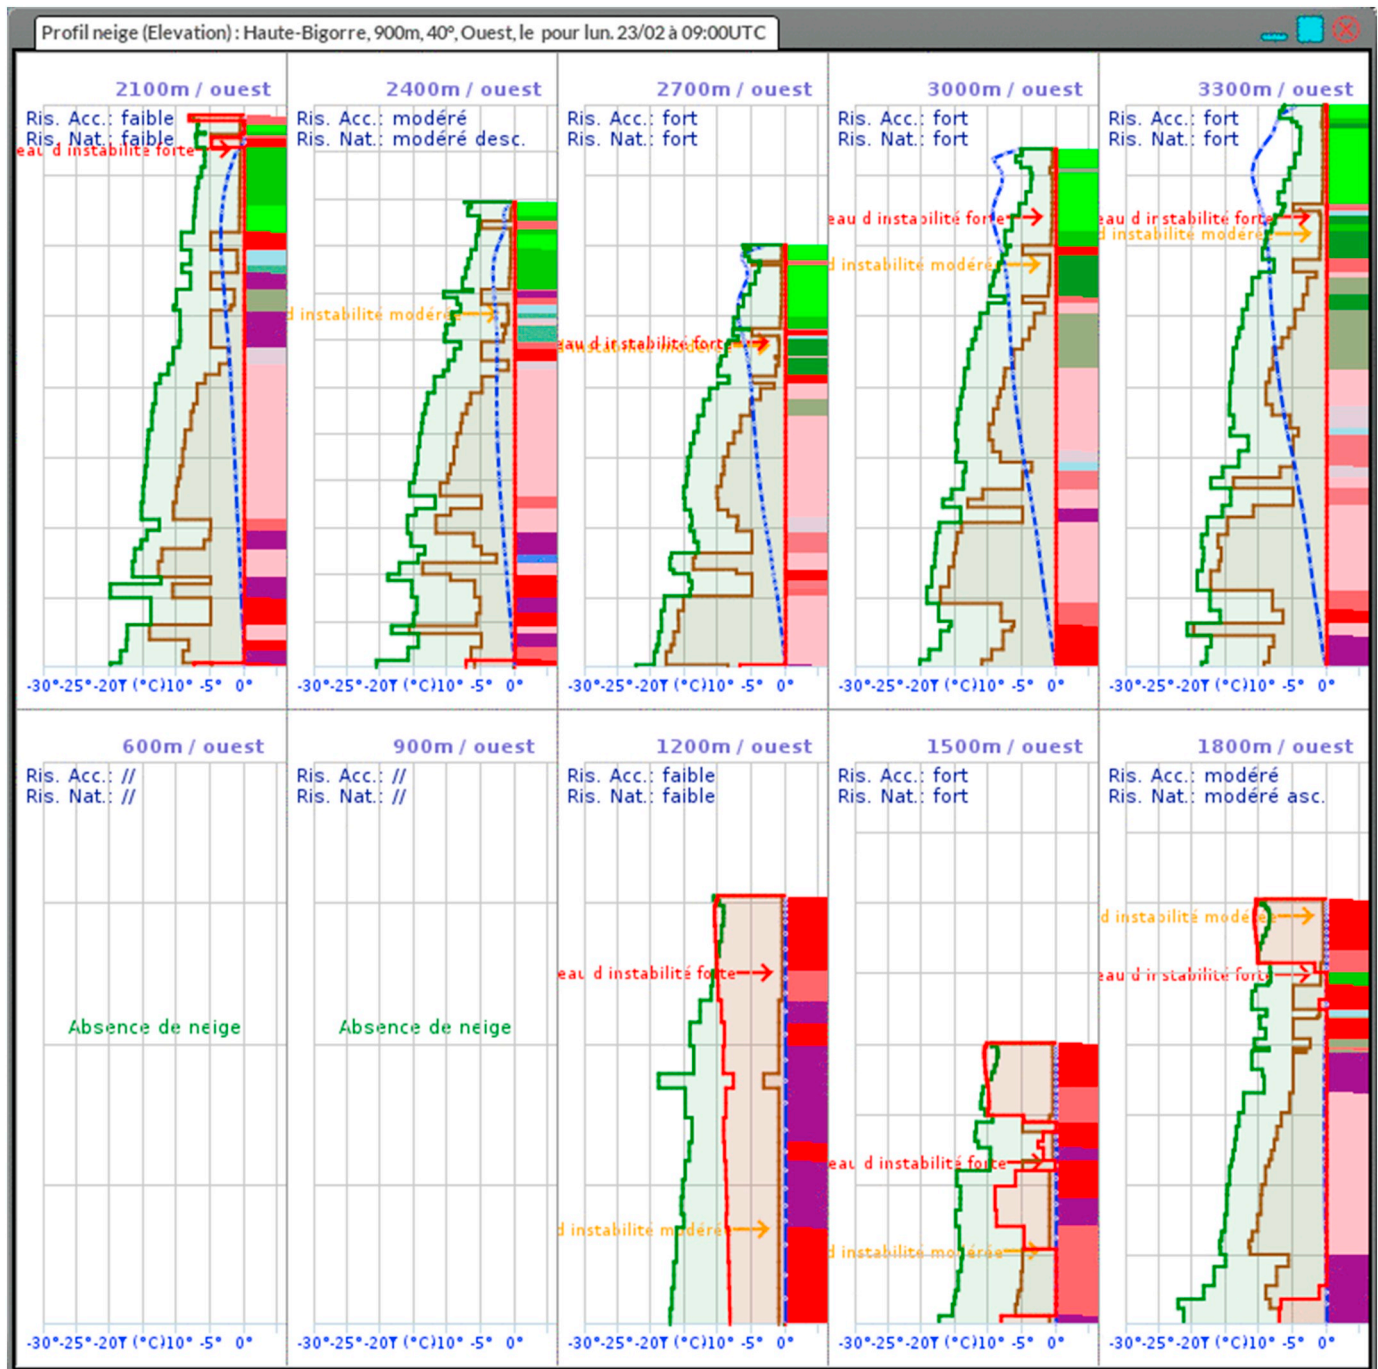 Profil neige (Elevation) : Haute-Bigorre, 900m, 40°, Ouest, le pour lun. 23/02 à 09:00UTC
2100m / ouest
Ris. Acc.: faible
Ris. Nat.: faible
eau d instabilité forte
-30°-25°-20T (°C)10° -5° 0°
2400m / ouest
Ris. Acc.: modéré
Ris. Nat.: modéré desc.
d instabilité modérée
-30°-25°-20T (°C)10° -5° 0°
2700m / ouest
Ris. Acc.: fort
Ris. Nat.: fort
eau d instabilité forte
-30°-25°-20T (°C)10° -5° 0°
3000m / ouest
Ris. Acc.: fort
Ris. Nat.: fort
eau d instabilité forte
d instabilité modérée
-30°-25°-20T (°C)10° -5° 0°
3300m / ouest
Ris. Acc.: fort
Ris. Nat.: fort
eau d instabilité forte
d instabilité modérée
-30°-25°-20T (°C)10° -5° 0°
600m / ouest
Ris. Acc.: //
Ris. Nat.: //
Absence de neige
-30°-25°-20T (°C)10° -5° 0°
900m / ouest
Ris. Acc.: //
Ris. Nat.: //
Absence de neige
-30°-25°-20T (°C)10° -5° 0°
1200m / ouest
Ris. Acc.: faible
Ris. Nat.: faible
eau d instabilité forte
d instabilité modérée
-30°-25°-20T (°C)10° -5° 0°
1500m / ouest
Ris. Acc.: fort
Ris. Nat.: fort
eau d instabilité forte
d instabilité modérée
-30°-25°-20T (°C)10° -5° 0°
1800m / ouest
Ris. Acc.: modéré
Ris. Nat.: modéré asc.
d instabilité modérée
eau d instabilité forte
-30°-25°-20T (°C)10° -5° 0°